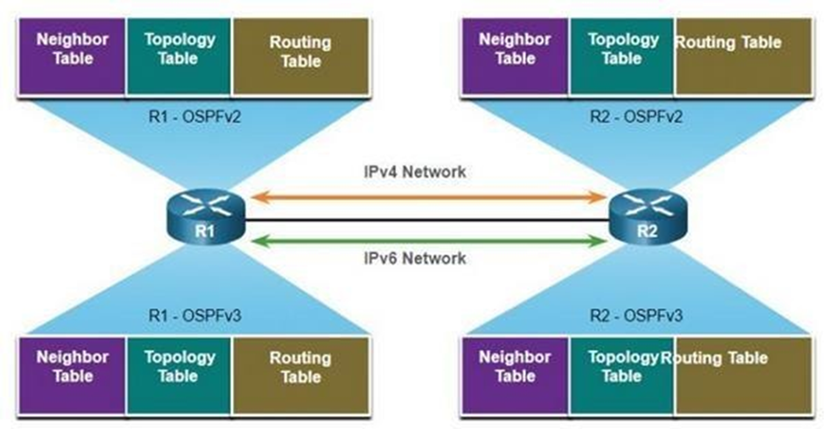 Neighbor
Table
Topology
Table
Routing
Table
Neighbor
Table
Topology
Table
Routing Table
R1 - OSPFv2
R2 - OSPFv2
IPv4 Network
R1
R2
IPv6 Network
R1 - OSPFv3
R2 - OSPFv3
Neighbor
Table
Topology
Table
Routing
Table
Neighbor
Table
Topology
Table
Routing Table